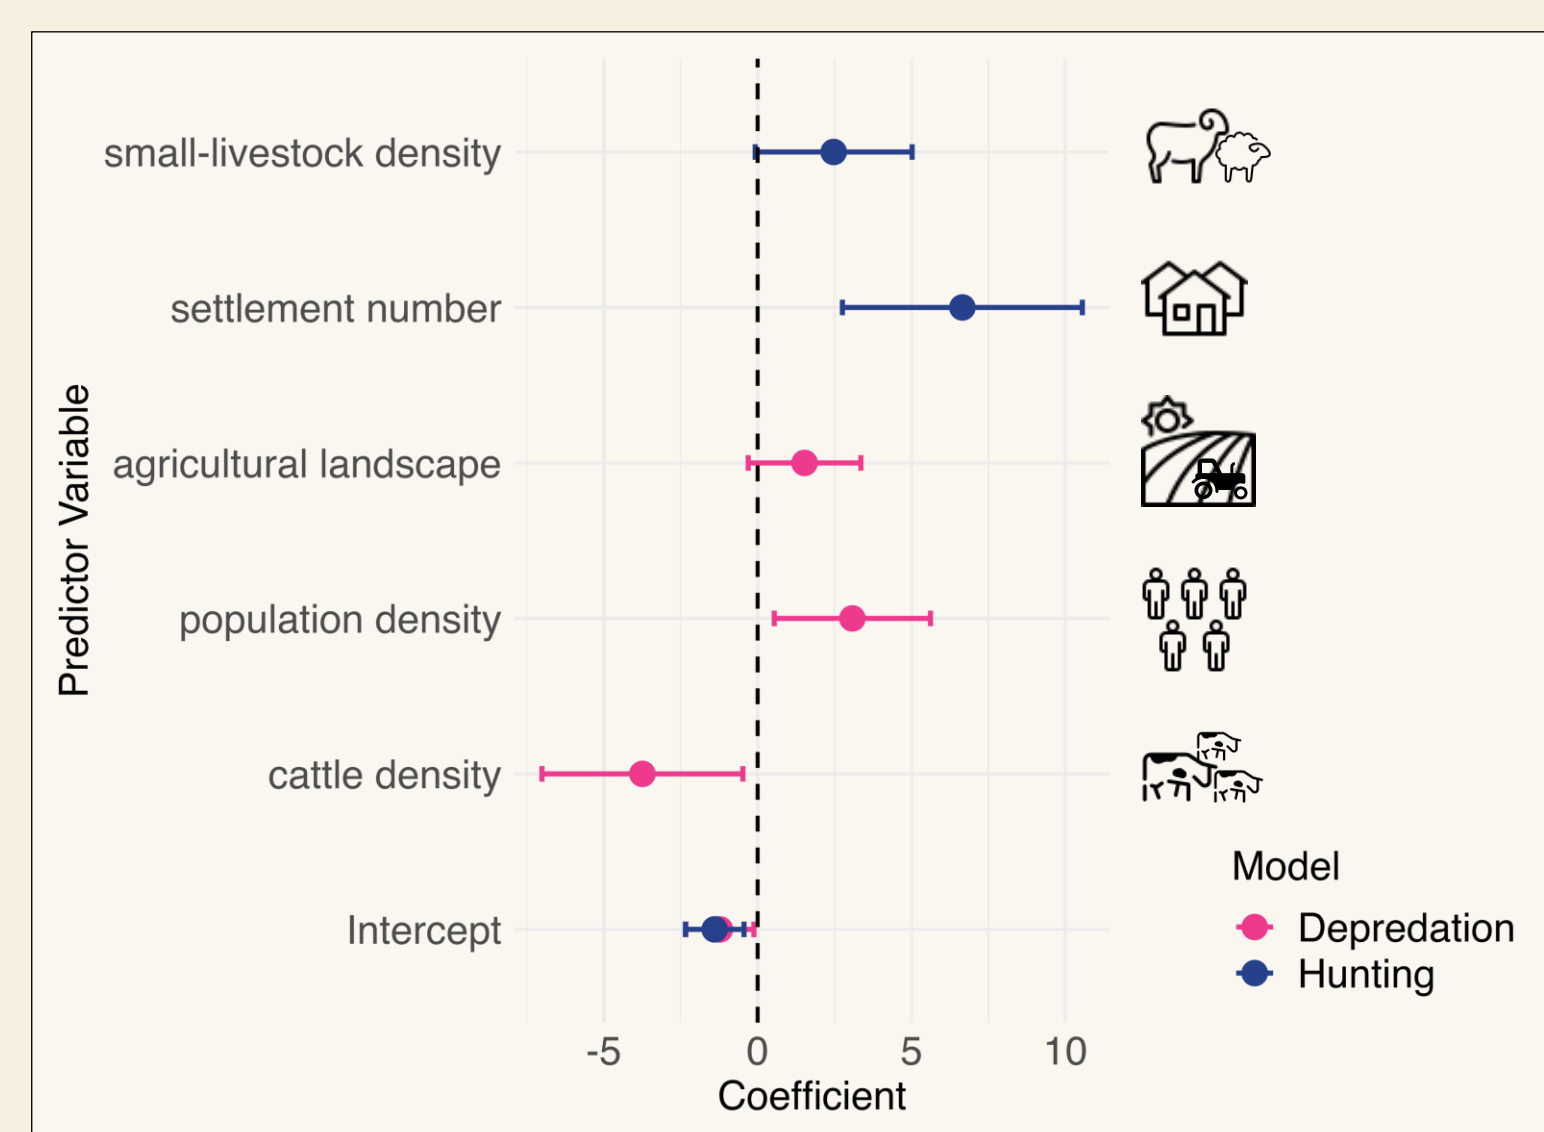 small-livestock density
settlement number
agricultural landscape
population density
cattle density
Intercept
Predictor Variable
-5 0 5 10
Coefficient
Model
Depredation
Hunting